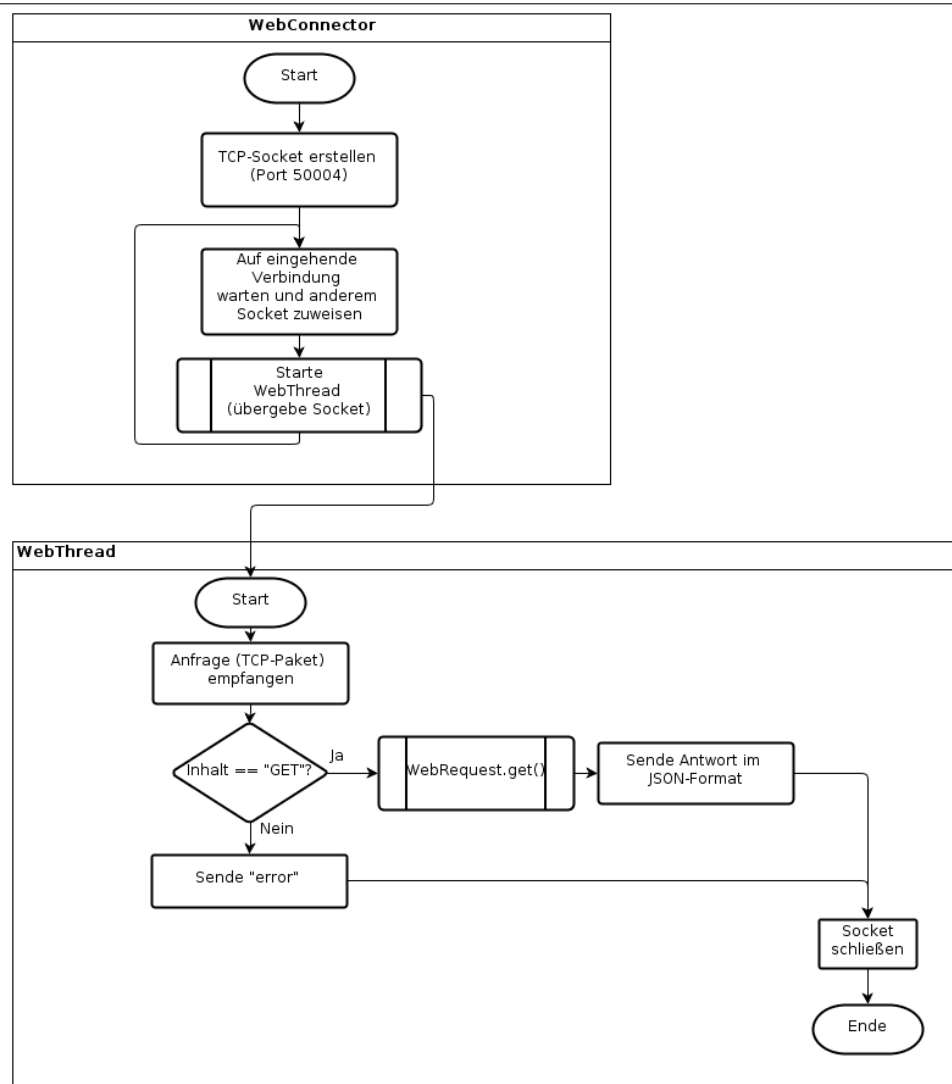 WebConnector
Start
TCP-Socket erstellen
(Port 50004)
Auf eingehende
Verbindung
warten und anderem
Socket zuweisen
Starte
WebThread
(übergebe Socket)
WebThread
Start
Anfrage (TCP-Paket)
empfangen
Inhalt == "GET"?
Ja
WebRequest.get()
Sende Antwort im
JSON-Format
Nein
Sende "error"
Socket
schließen
Ende